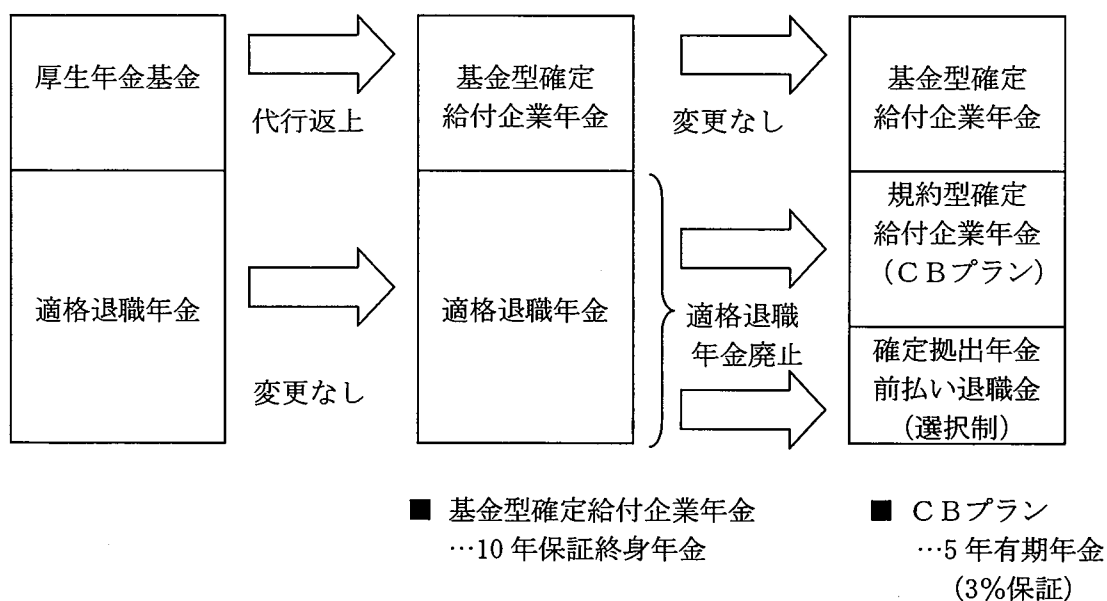 厚生年金基金
代行返上
基金型確定
給付企業年金
変更なし
基金型確定
給付企業年金
適格退職年金
変更なし
適格退職年金
適格退職
年金廃止
規約型確定
給付企業年金
(CBプラン)
確定拠出年金
前払い退職金
(選択制)
■ 基金型確定給付企業年金
…10年保証終身年金
■ CBプラン
…5年有期年金
(3%保証)